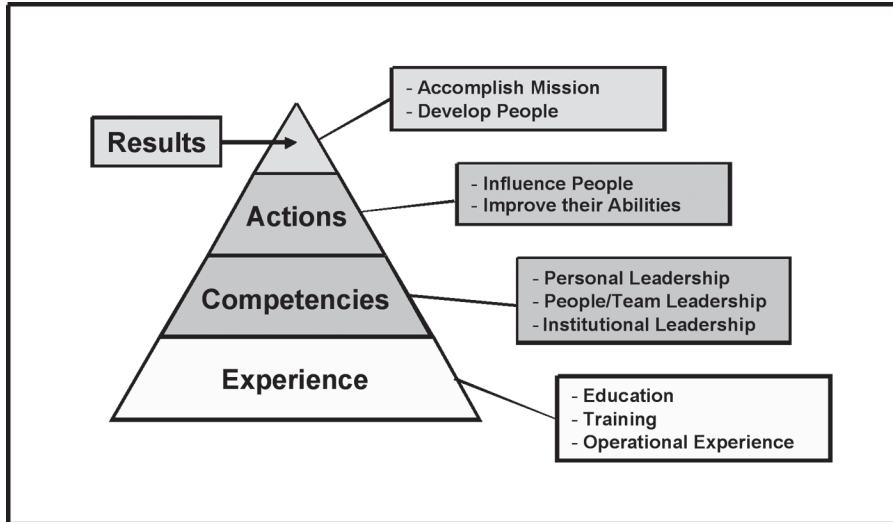 - Accomplish Mission
- Develop People
Results
- Influence People
- Improve their Abilities
Actions
- Personal Leadership
- People/Team Leadership
- Institutional Leadership
Competencies
Experience
- Education
- Training
- Operational Experience